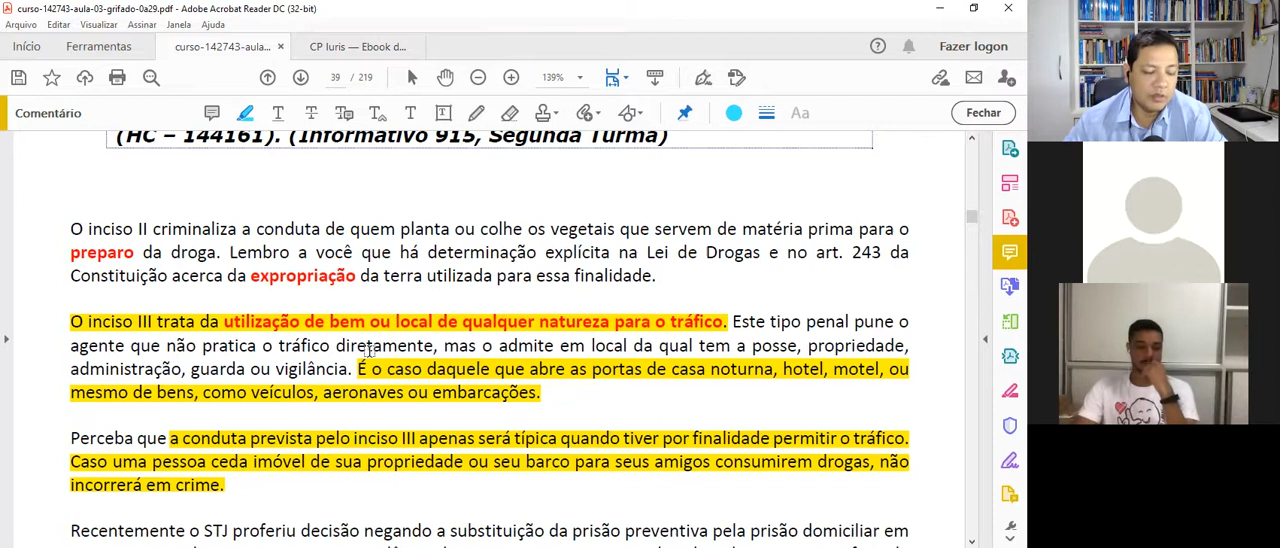 curso-142743-aula-03-grifado-0a29.pdf - Adobe Acrobat Reader DC (32-bit)
Arquivo Editar Visualizar Assinar Janela Ajuda
Início Ferramentas curso-142743-aula... × CP Iuris — Ebook d... Fazer logon
39 / 219 139%
Comentário Aa Fechar
(HC – 144161). (Informativo 915, Segunda Turma)
O inciso II criminaliza a conduta de quem planta ou colhe os vegetais que servem de matéria prima para o
preparo da droga. Lembro a você que há determinação explícita na Lei de Drogas e no art. 243 da
Constituição acerca da expropriação da terra utilizada para essa finalidade.
O inciso III trata da utilização de bem ou local de qualquer natureza para o tráfico. Este tipo penal pune o
agente que não pratica o tráfico diretamente, mas o admite em local da qual tem a posse, propriedade,
administração, guarda ou vigilância. É o caso daquele que abre as portas de casa noturna, hotel, motel, ou
mesmo de bens, como veículos, aeronaves ou embarcações.
Perceba que a conduta prevista pelo inciso III apenas será típica quando tiver por finalidade permitir o tráfico.
Caso uma pessoa ceda imóvel de sua propriedade ou seu barco para seus amigos consumirem drogas, não
incorrerá em crime.
Recentemente o STJ proferiu decisão negando a substituição da prisão preventiva pela prisão domiciliar em